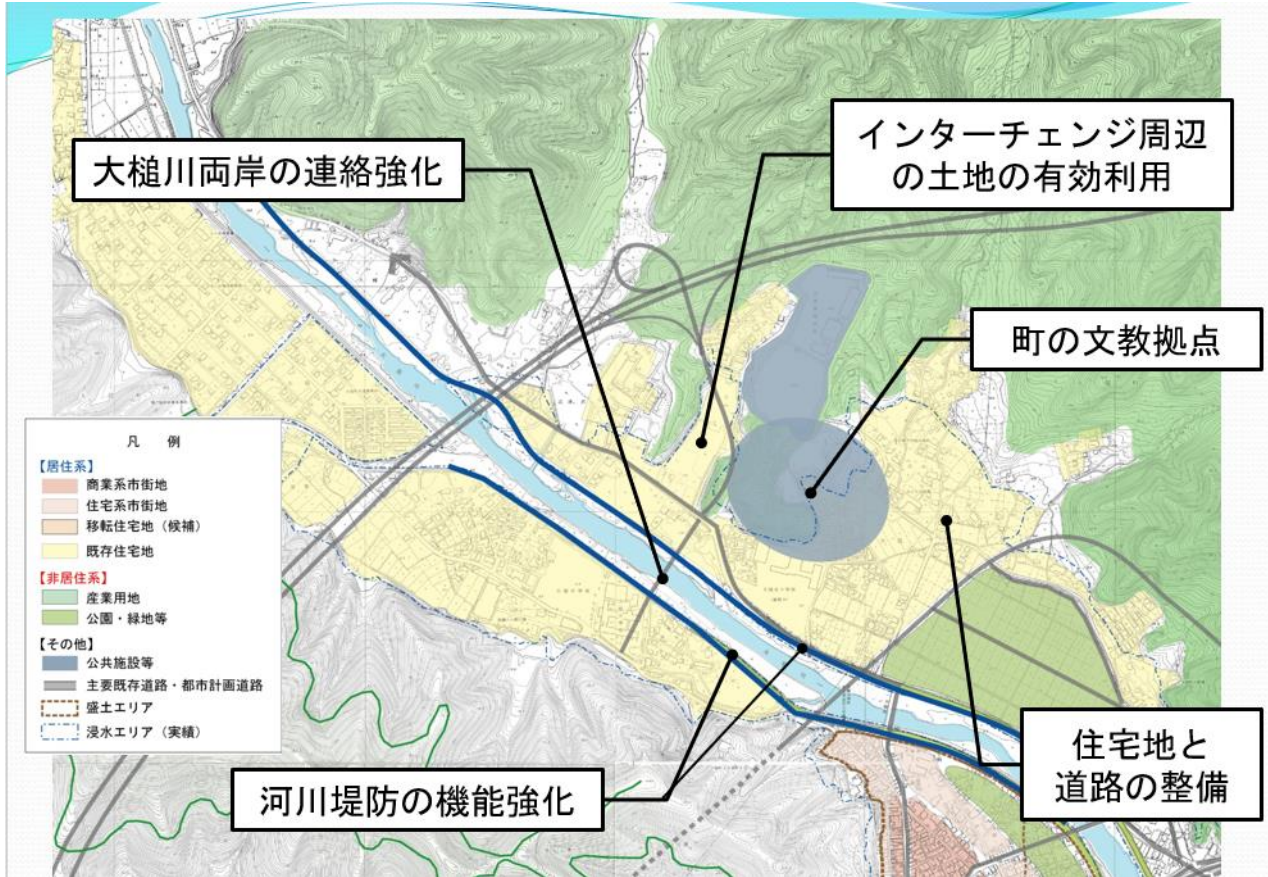 インターチェンジ周辺
の土地の有効利用
大槌川両岸の連絡強化
町の文教拠点
凡　例
【居住系】
商業系市街地
住宅系市街地
移転住宅地（候補）
既存住宅地
【非居住系】
産業用地
公園・緑地等
【その他】
公共施設等
主要既存道路・都市計画道路
盛土エリア
浸水エリア（実績）
住宅地と
道路の整備
河川堤防の機能強化